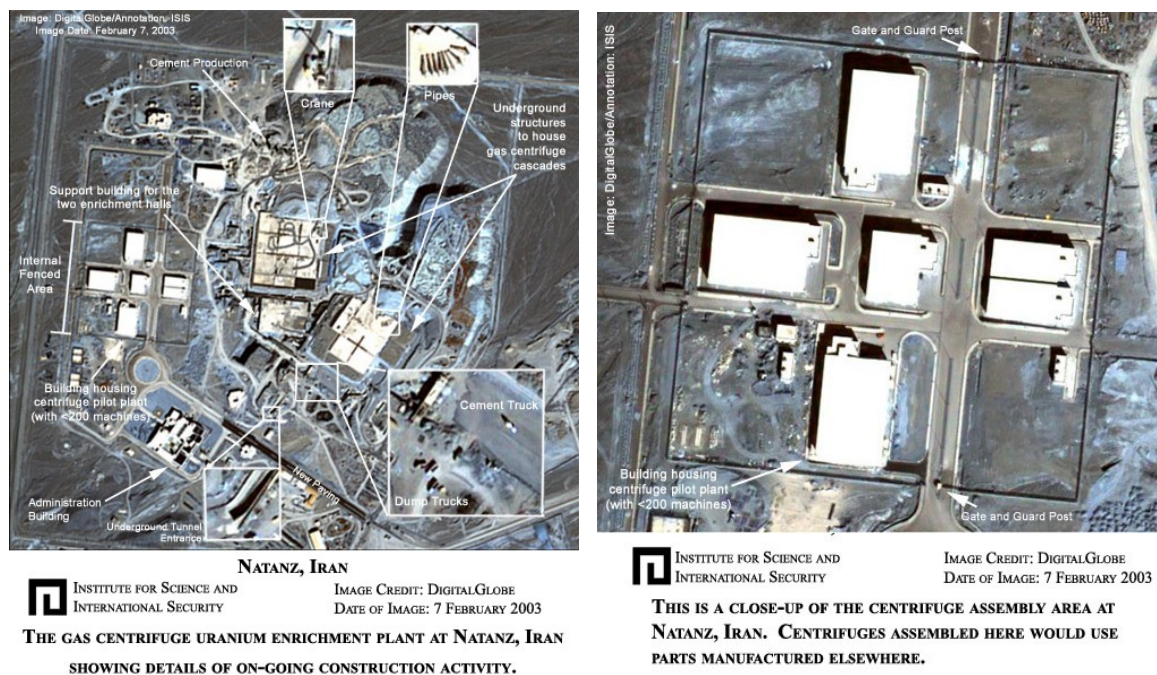 Image: Digital Globe/Annotation: ISIS
Image Date: February 7, 2003
Cement Production
Crane
Pipes
Underground
structures
to house
gas centrifuge
cascades
Support building for the
two enrichment halls
Internal
Fenced
Area
Building housing
centrifuge pilot plant
(with <200 machines)
Cement Truck
New Paving
Dump Trucks
Administration
Building
Underground Tunnel
Entrance
NATANZ, IRAN
INSTITUTE FOR SCIENCE AND
INTERNATIONAL SECURITY
IMAGE CREDIT: DIGITALGLOBE
DATE OF IMAGE: 7 FEBRUARY 2003
THE GAS CENTRIFUGE URANIUM ENRICHMENT PLANT AT NATANZ, IRAN
SHOWING DETAILS OF ON-GOING CONSTRUCTION ACTIVITY.
Image: DigitalGlobe/Annotation: ISIS
Gate and Guard Post
Building housing
centrifuge pilot plant
(with <200 machines)
Gate and Guard Post
INSTITUTE FOR SCIENCE AND
INTERNATIONAL SECURITY
IMAGE CREDIT: DIGITALGLOBE
DATE OF IMAGE: 7 FEBRUARY 2003
THIS IS A CLOSE-UP OF THE CENTRIFUGE ASSEMBLY AREA AT
NATANZ, IRAN. CENTRIFUGES ASSEMBLED HERE WOULD USE
PARTS MANUFACTURED ELSEWHERE.